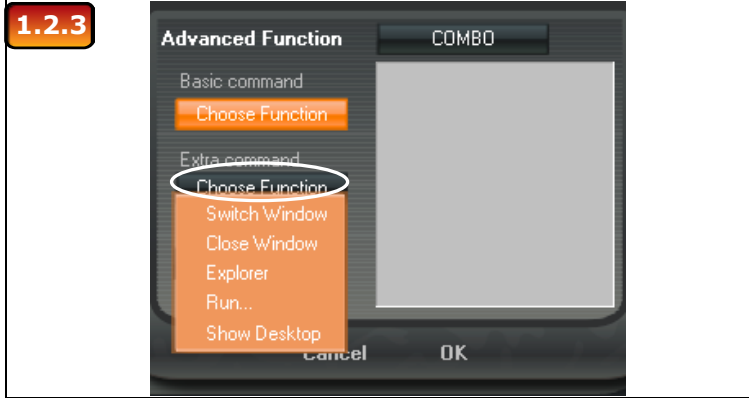 1.2.3
Advanced Function COMBO
Basic command
Choose Function
Extra command
Choose Function
Switch Window
Close Window
Explorer
Run...
Show Desktop
Cancel OK